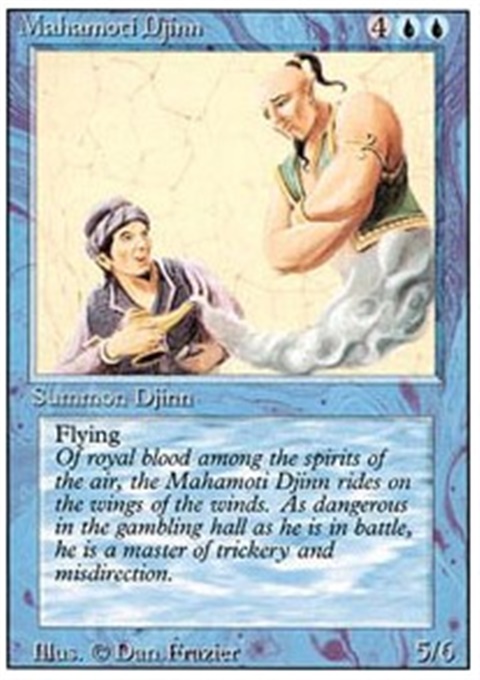 Mahamoti Djinn 4
Summon Djinn
Flying
Of royal blood among the spirits of
the air, the Mahamoti Djinn rides on
the wings of the winds. As dangerous
in the gambling hall as he is in battle,
he is a master of trickery and
misdirection.
Illus. © Dan Frazier 5/6